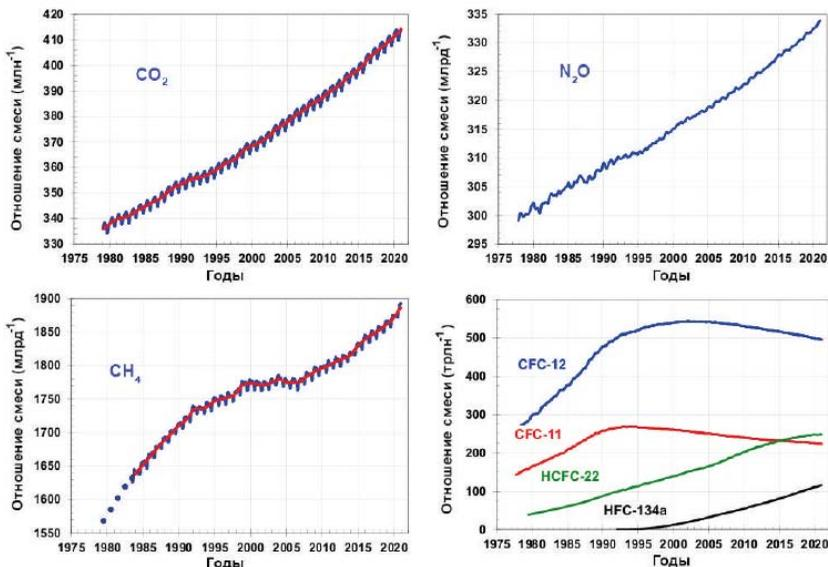 420
410
400
390
380
370
360
350
340
330
Отношение смеси (млн⁻¹)
CO₂
1975 1980 1985 1990 1995 2000 2005 2010 2015 2020
Годы
335
330
325
320
315
310
305
300
295
Отношение смеси (млрд⁻¹)
N₂O
1975 1980 1985 1990 1995 2000 2005 2010 2015 2020
Годы
1900
1850
1800
1750
1700
1650
1600
1550
Отношение смеси (млрд⁻¹)
CH₄
1975 1980 1985 1990 1995 2000 2005 2010 2015 2020
Годы
600
500
400
300
200
100
0
Отношение смеси (трлн⁻¹)
CFC-12
CFC-11
HCFC-22
HFC-134a
1975 1980 1985 1990 1995 2000 2005 2010 2015 2020
Годы